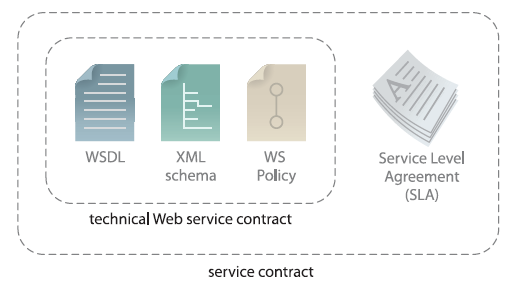 WSDL
XML
schema
WS
Policy
A
Service Level
Agreement
(SLA)
technical Web service contract
service contract